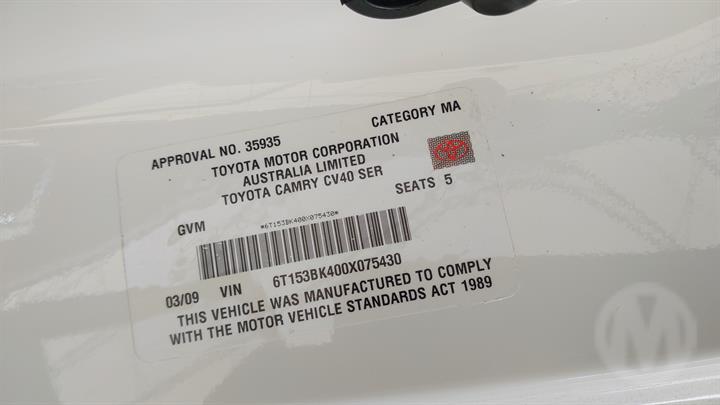 APPROVAL NO. 35935 CATEGORY MA
TOYOTA MOTOR CORPORATION
AUSTRALIA LIMITED
TOYOTA CAMRY CV40 SER
SEATS 5
GVM
*6T153BK400X075430*
03/09 VIN 6T153BK400X075430
THIS VEHICLE WAS MANUFACTURED TO COMPLY
WITH THE MOTOR VEHICLE STANDARDS ACT 1989
M